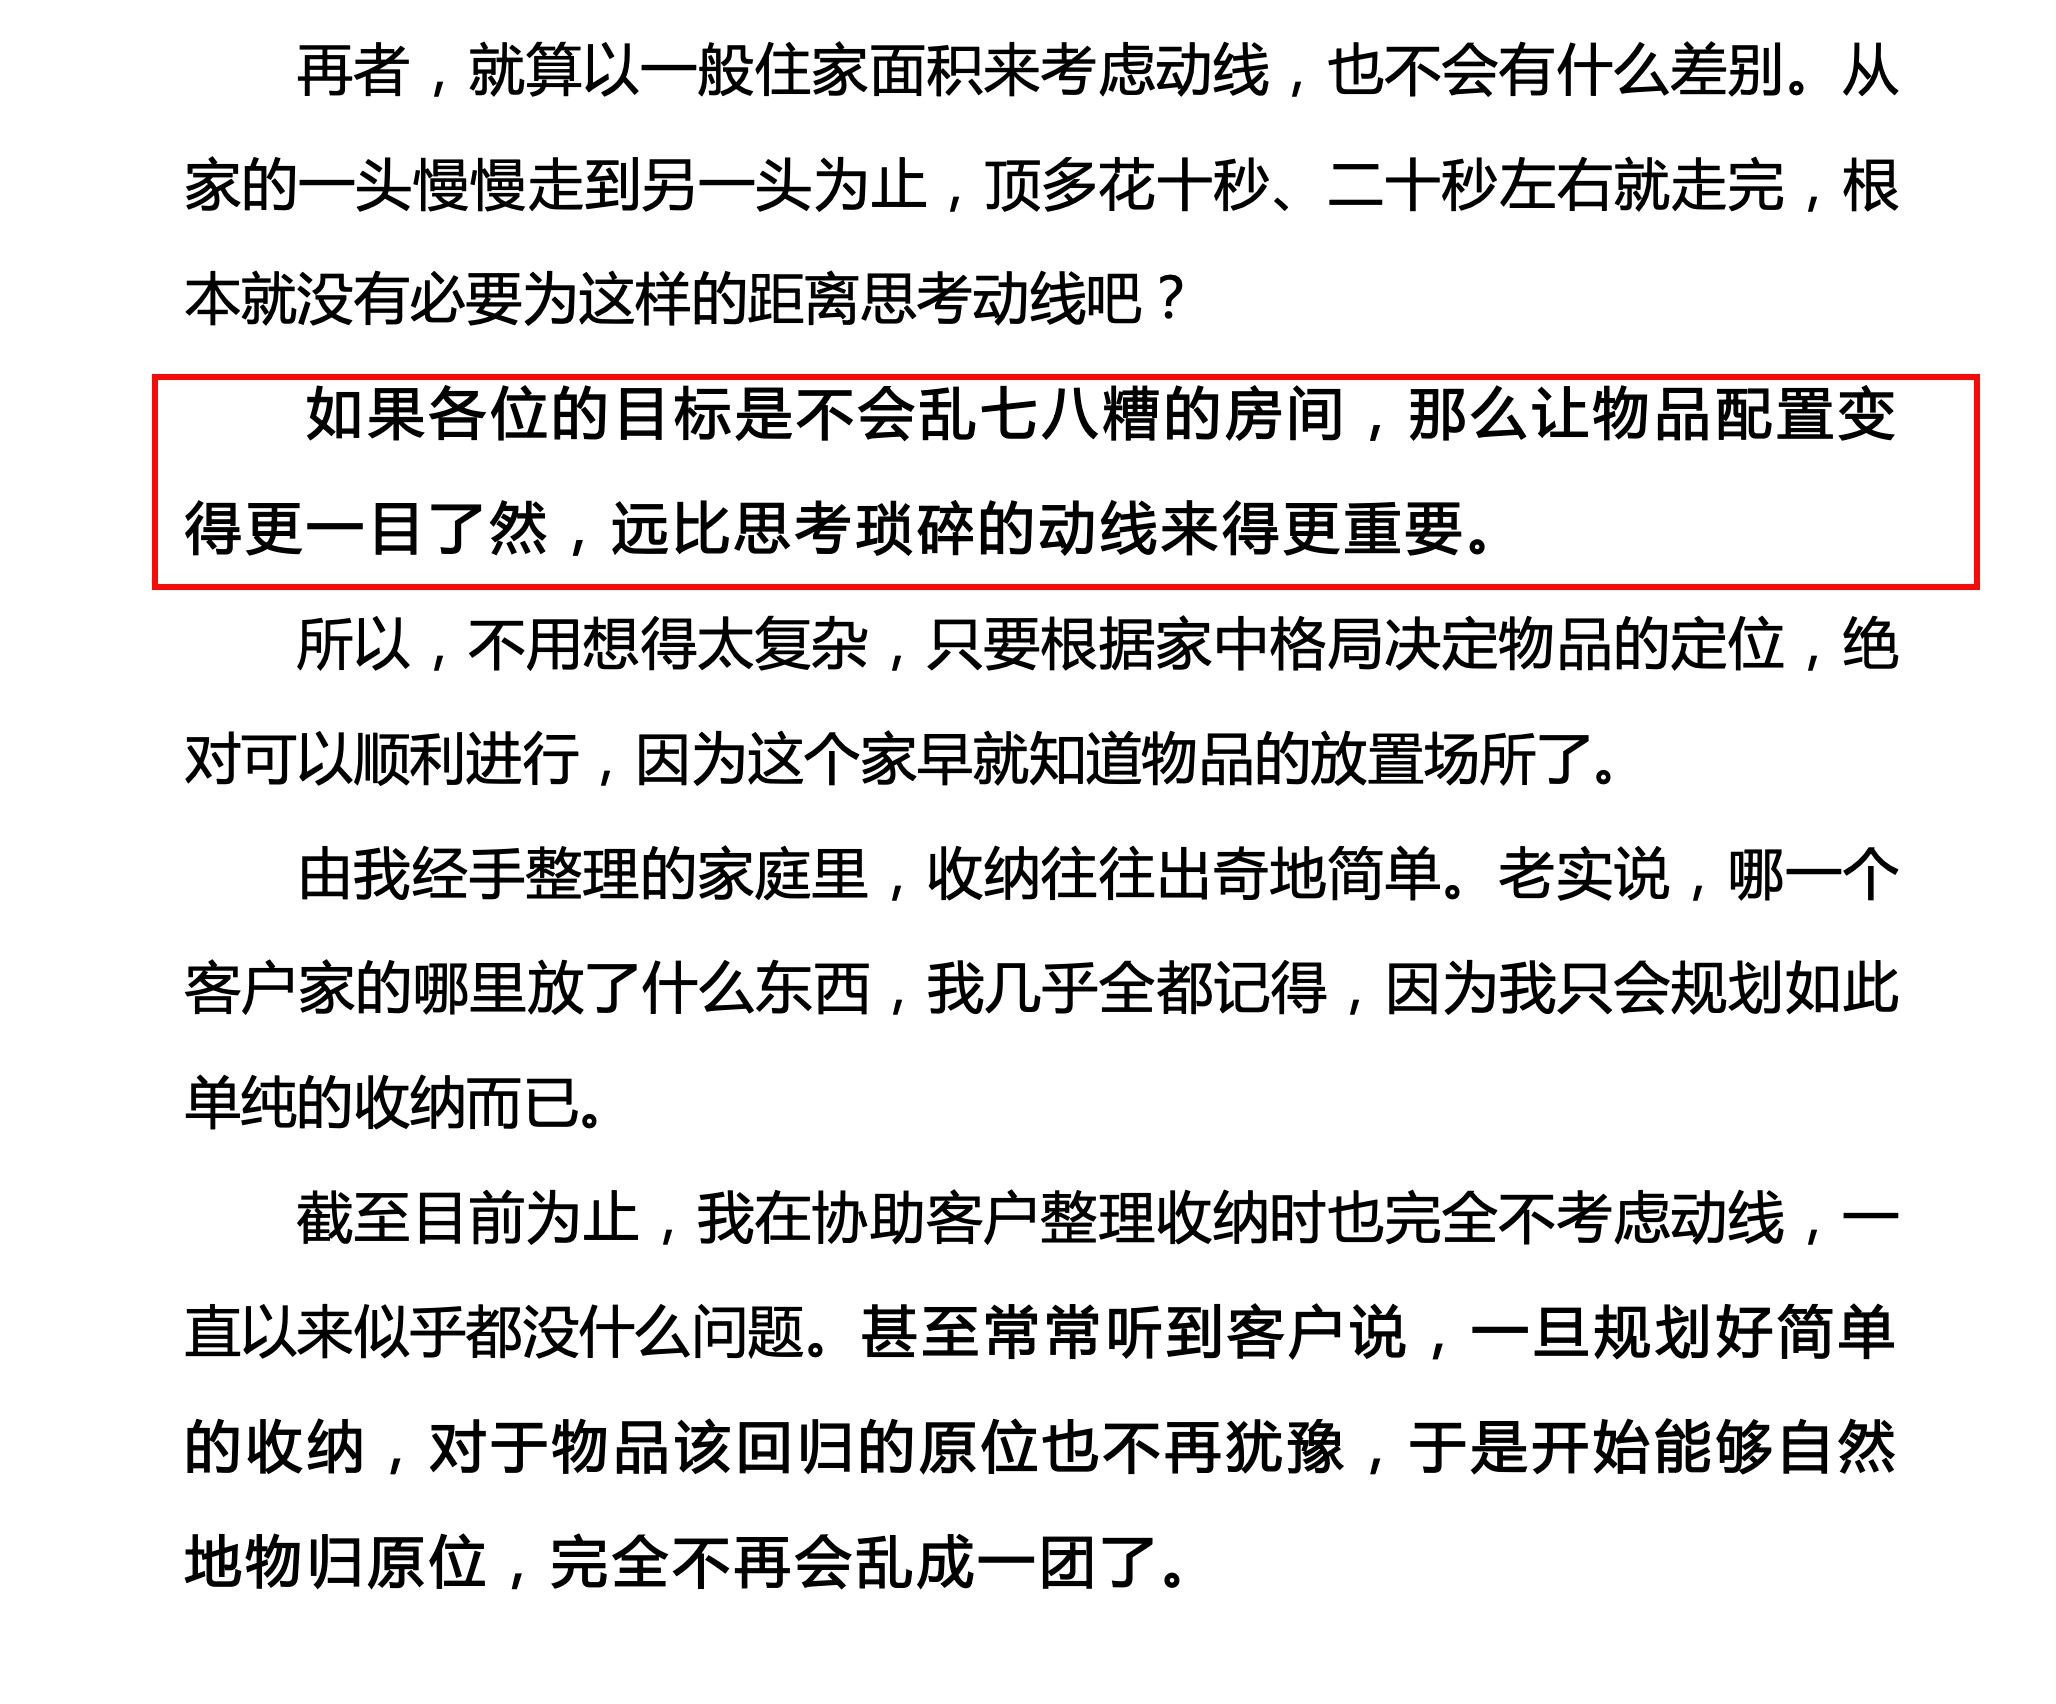 再者，就算以一般住家面积来考虑动线，也不会有什么差别。从
家的一头慢慢走到另一头为止，顶多花十秒、二十秒左右就走完，根
本就没有必要为这样的距离思考动线吧？
如果各位的目标是不会乱七八糟的房间，那么让物品配置变
得更一目了然，远比思考琐碎的动线来得更重要。
所以，不用想得太复杂，只要根据家中格局决定物品的定位，绝
对可以顺利进行，因为这个家早就知道物品的放置场所了。
由我经手整理的家庭里，收纳往往出奇地简单。老实说，哪一个
客户家的哪里放了什么东西，我几乎全都记得，因为我只会规划如此
单纯的收纳而已。
截至目前为止，我在协助客户整理收纳时也完全不考虑动线，一
直以来似乎都没什么问题。甚至常常听到客户说，一旦规划好简单
的收纳，对于物品该回归的原位也不再犹豫，于是开始能够自然
地物归原位，完全不再会乱成一团了。